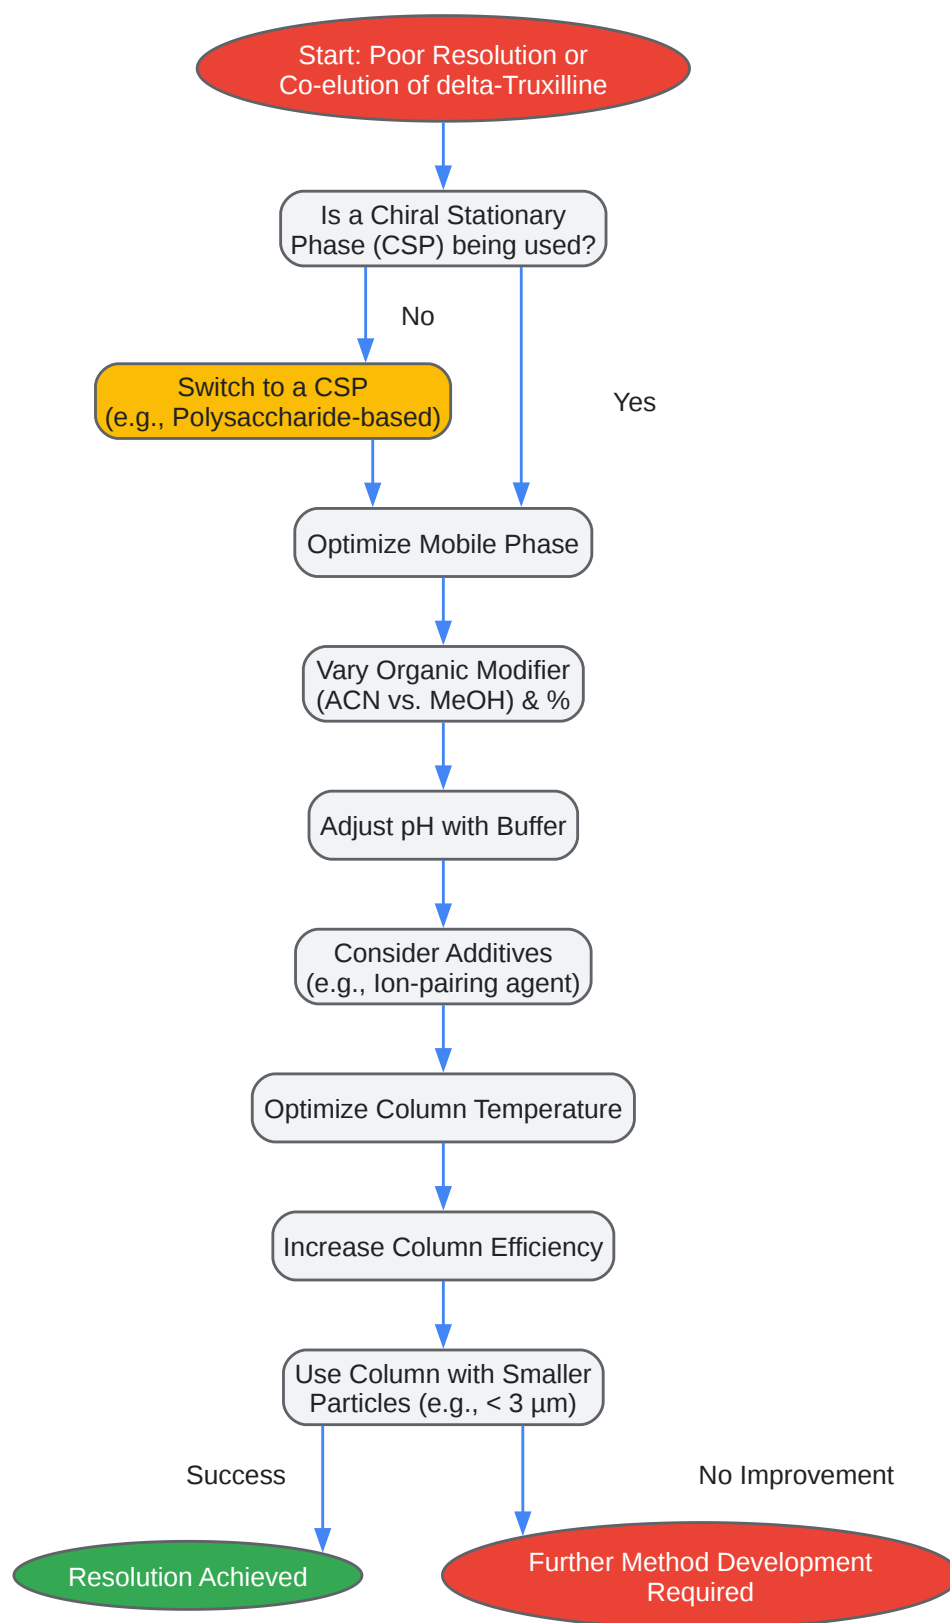 Start: Poor Resolution or
Co-elution of delta-Truxilline
Is a Chiral Stationary
Phase (CSP) being used?
No
Switch to a CSP
(e.g., Polysaccharide-based)
Yes
Optimize Mobile Phase
Vary Organic Modifier
(ACN vs. MeOH) & %
Adjust pH with Buffer
Consider Additives
(e.g., Ion-pairing agent)
Optimize Column Temperature
Increase Column Efficiency
Use Column with Smaller
Particles (e.g., < 3 µm)
Success
No Improvement
Resolution Achieved
Further Method Development
Required